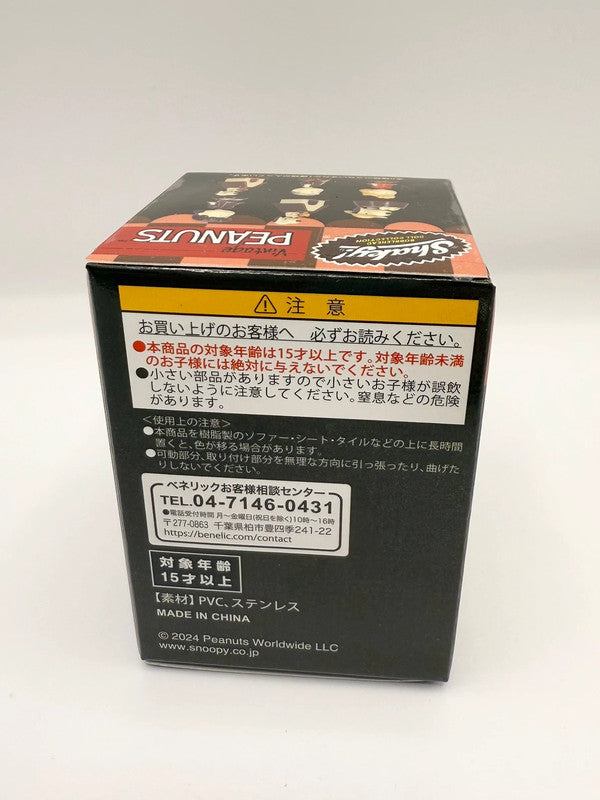 Vintage
PEANUTS
Shaky!
BOBBLEHEAD
DOLL COLLECTION
注 意
お買い上げのお客様へ 必ずお読みください。
●本商品の対象年齢は15才以上です。対象年齢未満
のお子様には絶対に与えないでください。
●小さい部品がありますので小さいお子様が誤飲
しないように注意してください。窒息などの危険
があります。
＜使用上の注意＞
●本商品を樹脂製のソファー・シート・タイルなどの上に長時間
置くと、色が移る場合があります。
●可動部分、取り付け部分を無理な方向に引っ張ったり、曲げた
りしないでください。
ベネリックお客様相談センター
TEL.04-7146-0431
●電話受付時間 月～金曜日(祝日を除く)10時～16時
〒277-0863 千葉県柏市豊四季241-22
https://benelic.com/contact
対象年齢
15才以上
【素材】PVC、ステンレス
MADE IN CHINA
© 2024 Peanuts Worldwide LLC
www.snoopy.co.jp